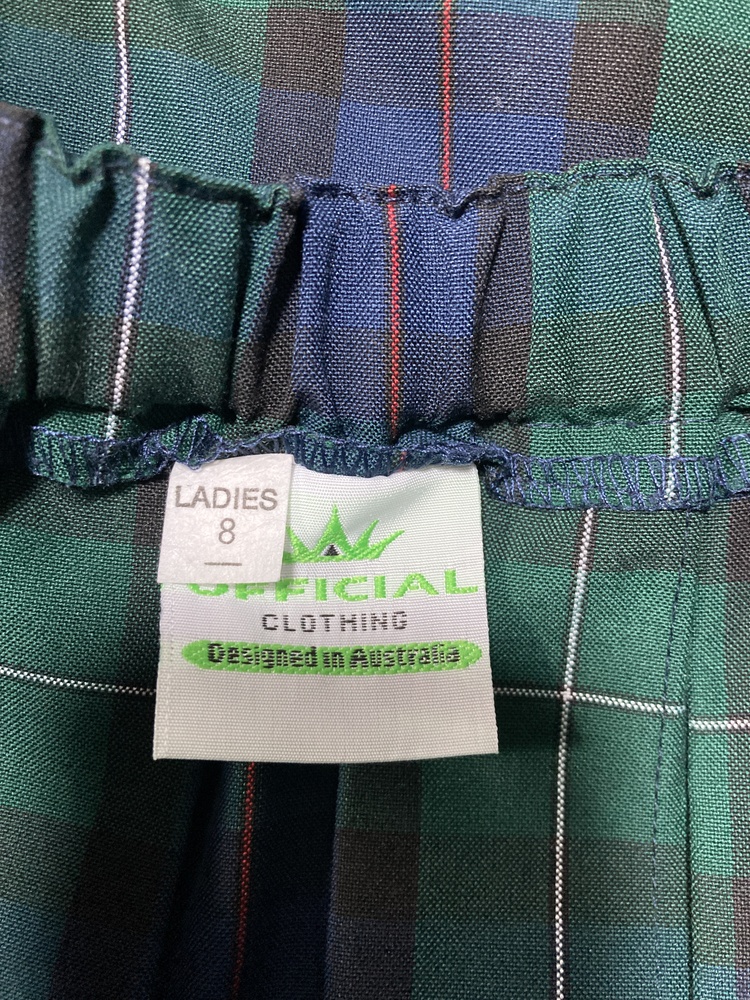 LADIES
8
OFFICIAL
CLOTHING
Designed in Australia